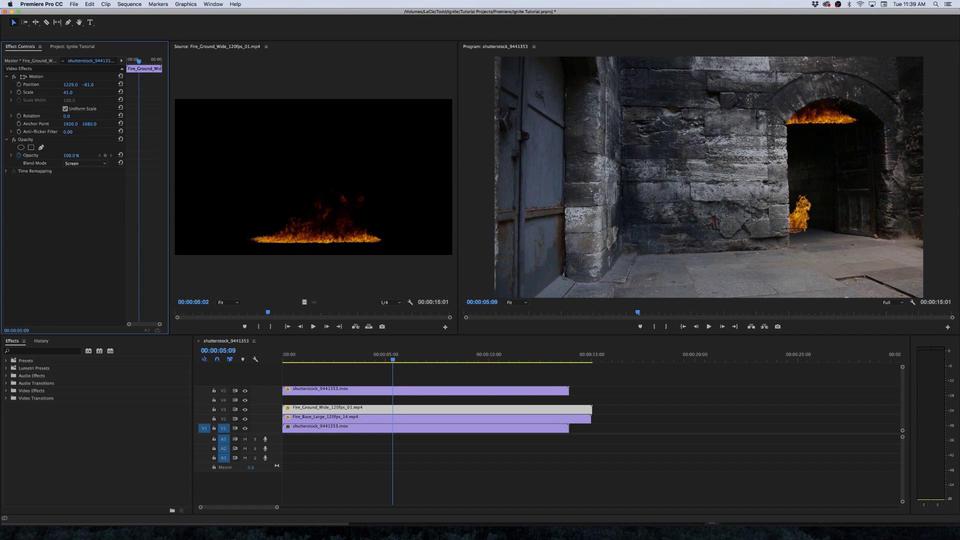 Premiere Pro CC File Edit Clip Sequence Markers Graphics Window Help
Tue 11:39 AM
/Volumes/LaCie/Todd/Ignite/Tutorial Projects/Premiere/Ignite Tutorial.prproj *
Effect Controls Project: Ignite Tutorial
Source: Fire_Ground_Wide_120fps_01.mp4
Program: shutterstock_9441353
Master * Fire_Ground_W... shutterstock_944135...
Video Effects
Fire_Ground_Wid
Motion
Position 1229.0 -81.0
Scale 41.0
Scale Width 100.0
Uniform Scale
Rotation 0.0
Anchor Point 1920.0 1080.0
Anti-flicker Filter 0.00
Opacity
Opacity 100.0 %
Blend Mode Screen
Time Remapping
00:00:05:02 Fit 1/4 00:00:15:01
00:00:05:09 Fit Full 00:00:15:01
00:00:05:09
Effects History
Presets
Lumetri Presets
Audio Effects
Audio Transitions
Video Effects
Video Transitions
shutterstock_9441353
00:00:05:09
:00:00 00:00:05:00 00:00:10:00 00:00:15:00 00:00:20:00 00:00:25:00 00:00
shutterstock_9441353.mov
Fire_Ground_Wide_120fps_01.mp4
Fire_Base_Large_120fps_14.mp4
V1 V1 shutterstock_9441353.mov
A1 M S
A2 M S
A3 M S
Master 0.0